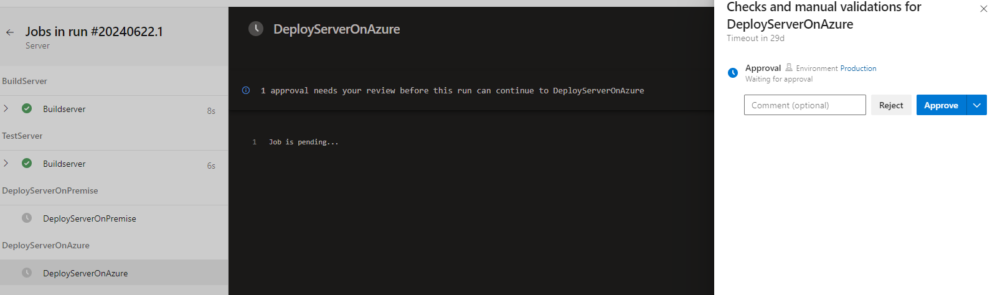 Jobs in run #20240622.1
Server
BuildServer
Buildserver
8s
TestServer
Buildserver
6s
DeployServerOnPremise
DeployServerOnPremise
DeployServerOnAzure
DeployServerOnAzure
DeployServerOnAzure
1 approval needs your review before this run can continue to DeployServerOnAzure
1 Job is pending...
Checks and manual validations for
DeployServerOnAzure
Timeout in 29d
Approval Environment Production
Waiting for approval
Comment (optional) Reject Approve